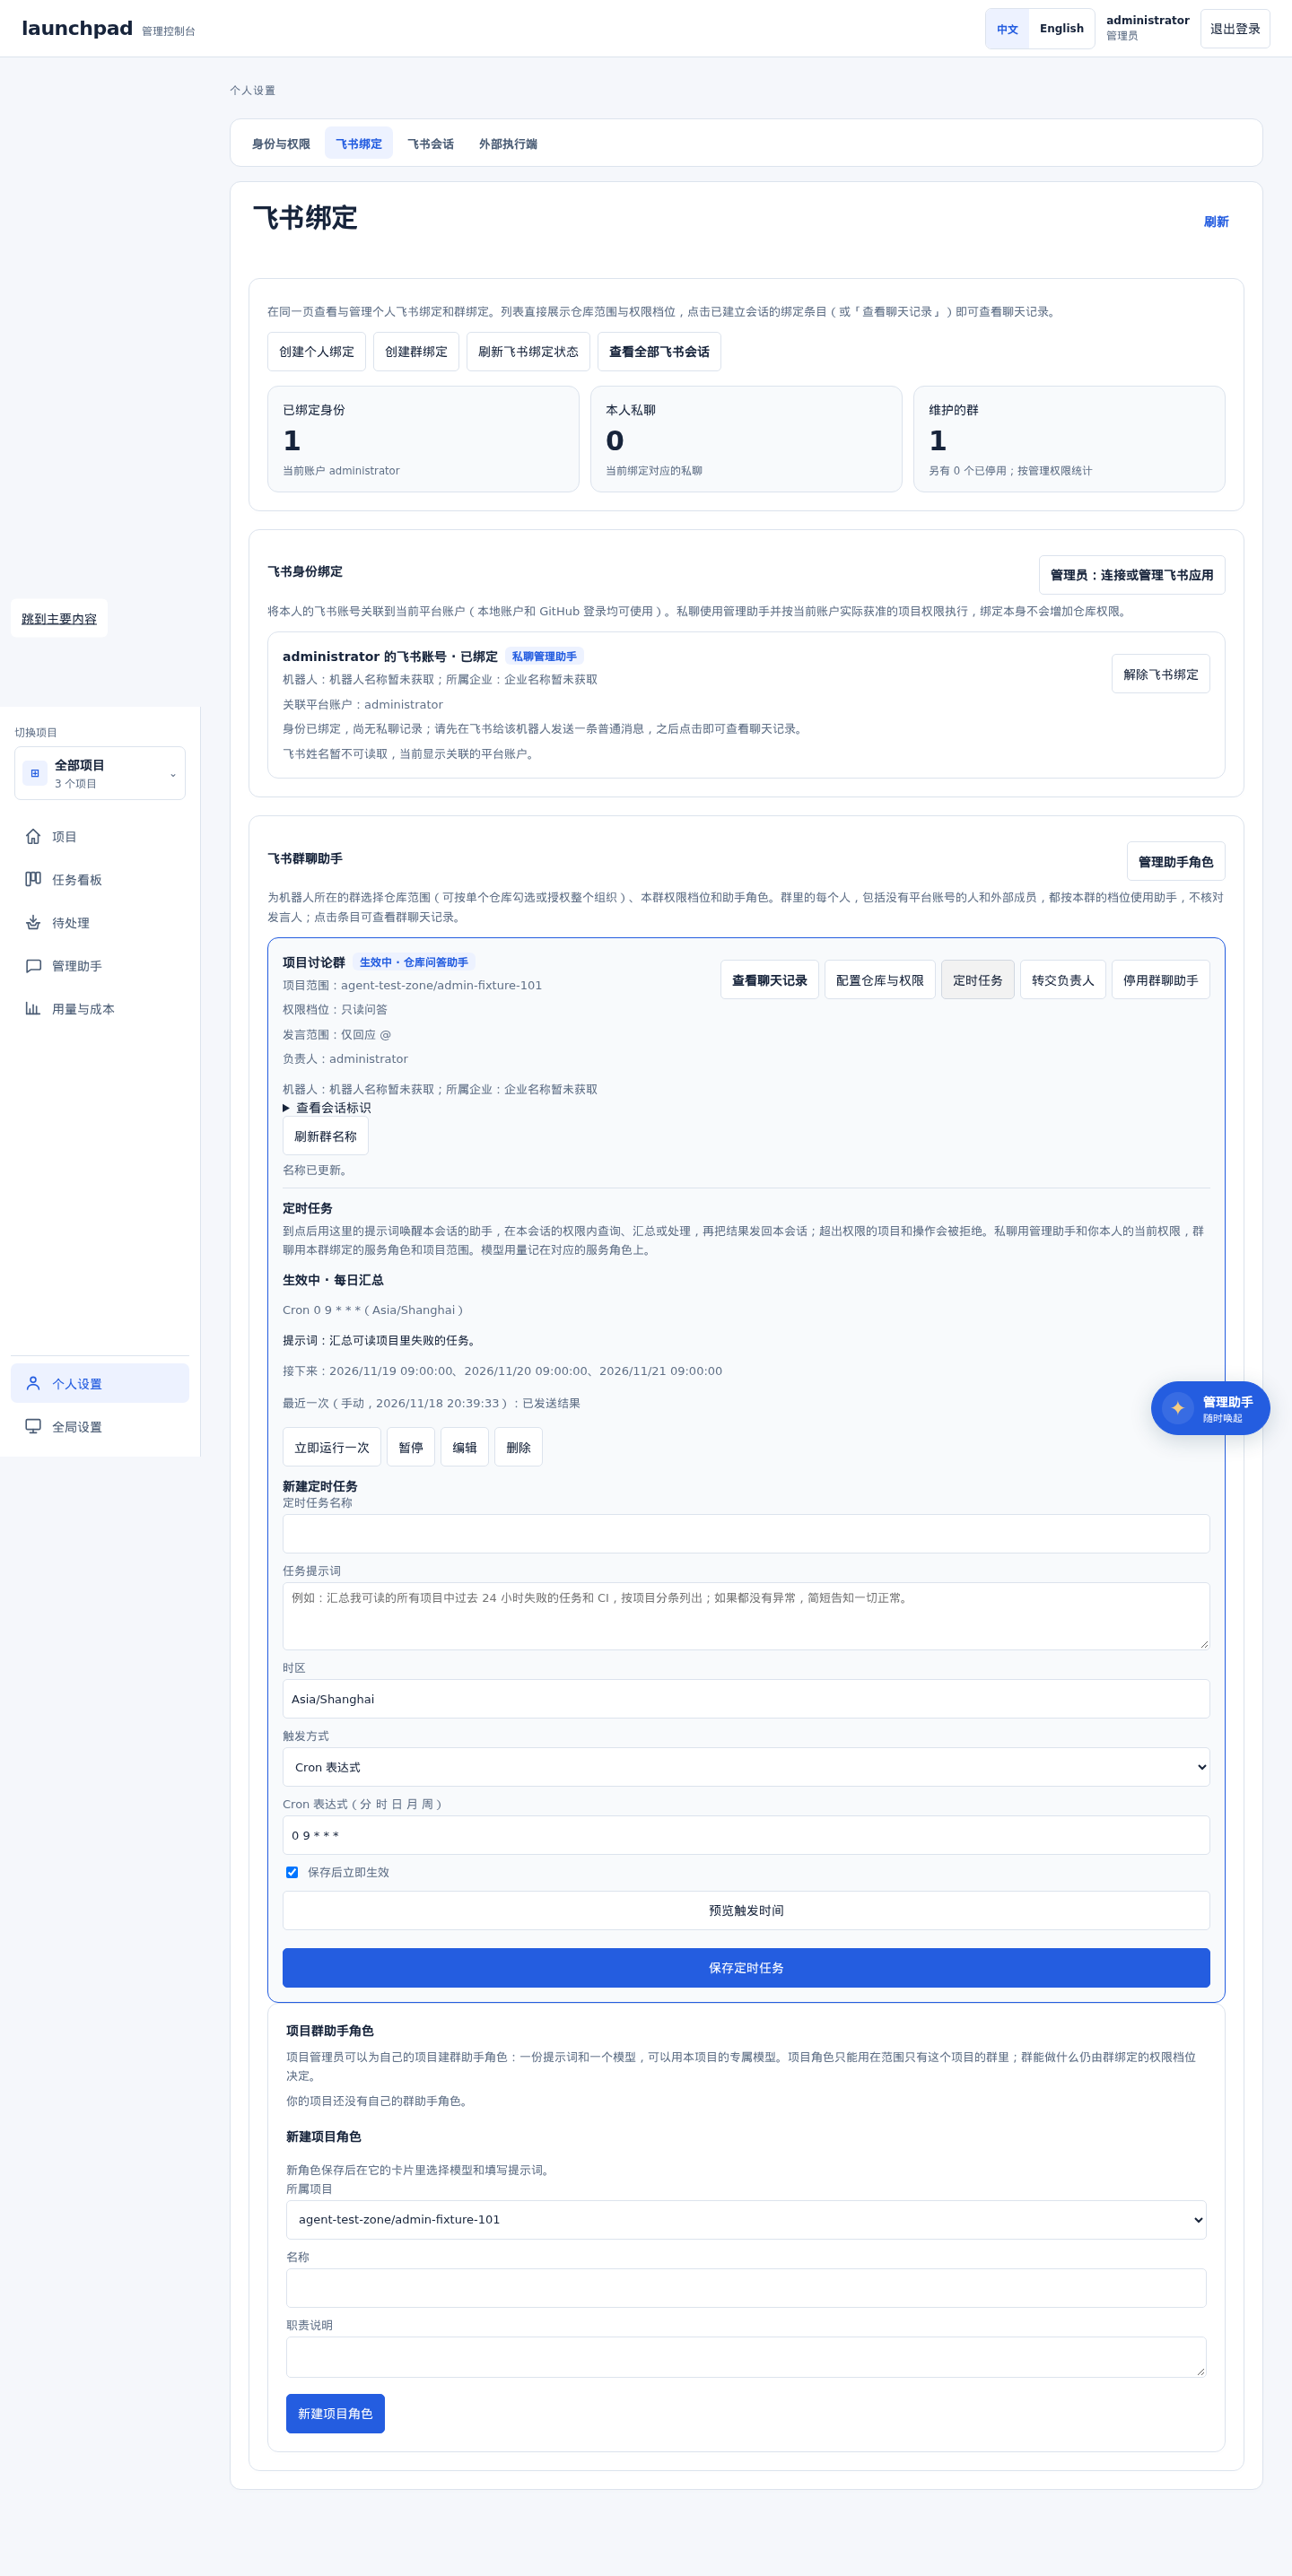 launchpad 管理控制台
中文 English
administrator
管理员
退出登录
个人设置
身份与权限 飞书绑定 飞书会话 外部执行端
飞书绑定
刷新
在同一页查看与管理个人飞书绑定和群绑定。列表直接展示仓库范围与权限档位，点击已建立会话的绑定条目（或「查看聊天记录」）即可查看聊天记录。
创建个人绑定 创建群绑定 刷新飞书绑定状态 查看全部飞书会话
已绑定身份
1
当前账户 administrator
本人私聊
0
当前绑定对应的私聊
维护的群
1
另有 0 个已停用；按管理权限统计
飞书身份绑定
管理员：连接或管理飞书应用
将本人的飞书账号关联到当前平台账户（本地账户和 GitHub 登录均可使用）。私聊使用管理助手并按当前账户实际获准的项目权限执行，绑定本身不会增加仓库权限。
administrator 的飞书账号 · 已绑定 私聊管理助手
机器人：机器人名称暂未获取；所属企业：企业名称暂未获取
关联平台账户：administrator
身份已绑定，尚无私聊记录；请先在飞书给该机器人发送一条普通消息，之后点击即可查看聊天记录。
飞书姓名暂不可读取，当前显示关联的平台账户。
解除飞书绑定
跳到主要内容
切换项目
全部项目
3 个项目
项目
任务看板
待处理
管理助手
用量与成本
个人设置
全局设置
飞书群聊助手
管理助手角色
为机器人所在的群选择仓库范围（可按单个仓库勾选或授权整个组织）、本群权限档位和助手角色。群里的每个人，包括没有平台账号的人和外部成员，都按本群的档位使用助手，不核对
发言人；点击条目可查看群聊天记录。
项目讨论群 生效中 · 仓库问答助手
查看聊天记录 配置仓库与权限 定时任务 转交负责人 停用群聊助手
项目范围：agent-test-zone/admin-fixture-101
权限档位：只读问答
发言范围：仅回应 @
负责人：administrator
机器人：机器人名称暂未获取；所属企业：企业名称暂未获取
▶ 查看会话标识
刷新群名称
名称已更新。
定时任务
到点后用这里的提示词唤醒本会话的助手，在本会话的权限内查询、汇总或处理，再把结果发回本会话；超出权限的项目和操作会被拒绝。私聊用管理助手和你本人的当前权限，群
聊用本群绑定的服务角色和项目范围。模型用量记在对应的服务角色上。
生效中 · 每日汇总
Cron 0 9 * * *（Asia/Shanghai）
提示词：汇总可读项目里失败的任务。
接下来：2026/11/19 09:00:00、2026/11/20 09:00:00、2026/11/21 09:00:00
最近一次（手动，2026/11/18 20:39:33）：已发送结果
立即运行一次 暂停 编辑 删除
管理助手
随时唤起
新建定时任务
定时任务名称
任务提示词
例如：汇总我可读的所有项目中过去 24 小时失败的任务和 CI，按项目分条列出；如果都没有异常，简短告知一切正常。
时区
Asia/Shanghai
触发方式
Cron 表达式
Cron 表达式（分 时 日 月 周）
0 9 * * *
保存后立即生效
预览触发时间
保存定时任务
项目群助手角色
项目管理员可以为自己的项目建群助手角色：一份提示词和一个模型，可以用本项目的专属模型。项目角色只能用在范围只有这个项目的群里；群能做什么仍由群绑定的权限档位
决定。
你的项目还没有自己的群助手角色。
新建项目角色
新角色保存后在它的卡片里选择模型和填写提示词。
所属项目
agent-test-zone/admin-fixture-101
名称
职责说明
新建项目角色